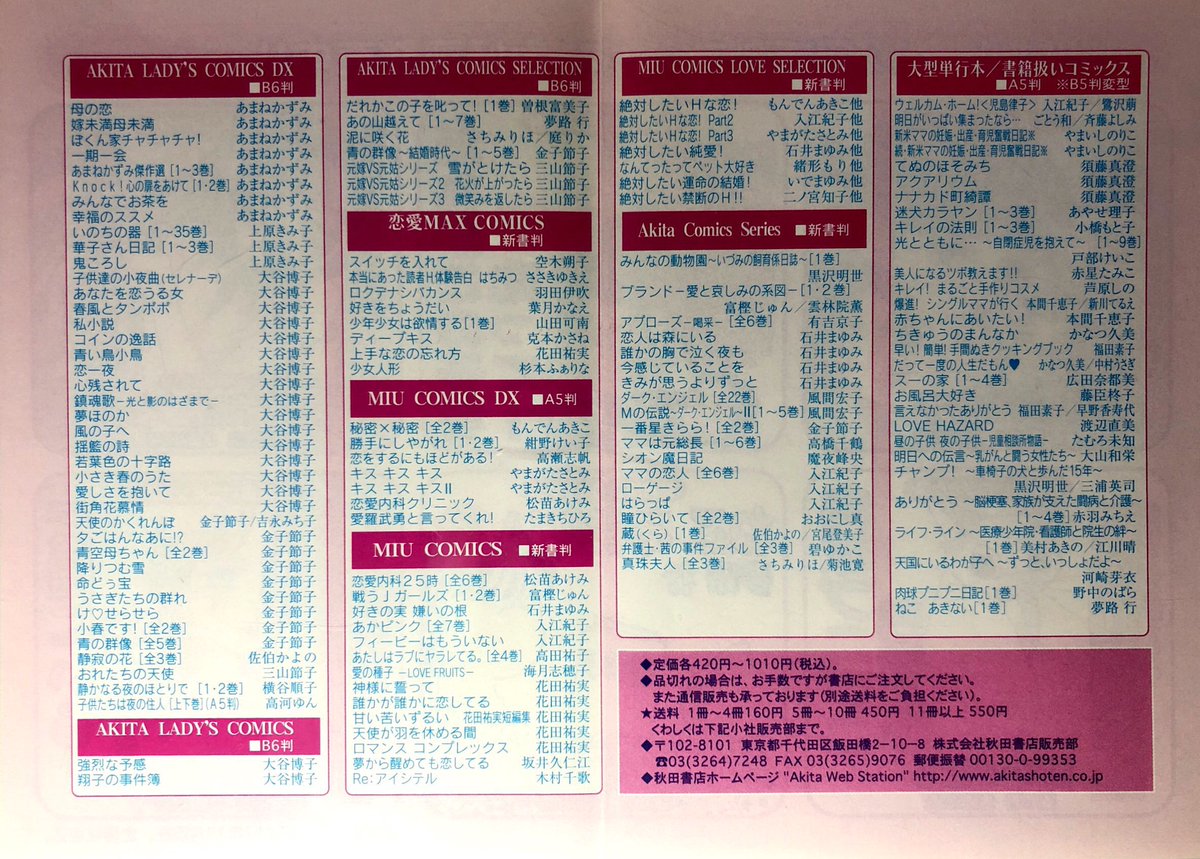 AKITA LADY'S COMICS DX
■B6判
母の恋 あまねかずみ
嫁未満母未満 あまねかずみ
ぼくん家チャチャチャ! あまねかずみ
一期一会 あまねかずみ
あまねかずみ傑作選［1～3巻］ あまねかずみ
Knock!心の扉をあけて［1・2巻］ あまねかずみ
みんなでお茶を あまねかずみ
幸福のススメ あまねかずみ
いのちの器［1～35巻］ 上原きみ子
華子さん日記［1～3巻］ 上原きみ子
鬼ころし 上原きみ子
子供達の小夜曲(セレナーデ) 大谷博子
あなたを恋うる女 大谷博子
春風とタンポポ 大谷博子
私小説 大谷博子
コインの逸話 大谷博子
青い鳥小鳥 大谷博子
恋一夜 大谷博子
心残されて 大谷博子
鎮魂歌－光と影のはざまで－ 大谷博子
夢ほのか 大谷博子
風の子へ 大谷博子
揺籃の詩 大谷博子
若葉色の十字路 大谷博子
小さき春のうた 大谷博子
愛しさを抱いて 大谷博子
街角花慕情 大谷博子
天使のかくれんぼ 金子節子/吉永みち子
夕ごはんなあに!? 金子節子
青空母ちゃん［全2巻］ 金子節子
降りつむ雪 金子節子
命どぅ宝 金子節子
うさぎたちの群れ 金子節子
け♡せらせら 金子節子
小春です!［全2巻］ 金子節子
青の群像［全5巻］ 金子節子
静寂の花［全3巻］ 佐伯かよの
おれたちの天使 三山節子
静かなる夜のほとりで［1・2巻］ 横谷順子
子供たちは夜の住人［上下巻］(A5判) 高河ゆん
AKITA LADY'S COMICS
■B6判
強烈な予感 大谷博子
翔子の事件簿 大谷博子
AKITA LADY'S COMICS SELECTION
■B6判
だれかこの子を叱って!［1巻］ 曽根富美子
あの山越えて［1～7巻］ 夢路 行
泥に咲く花 さちみりほ/庭りか
青の群像～結婚時代～［1～5巻］ 金子節子
元嫁VS元姑シリーズ 雪がとけたら 三山節子
元嫁VS元姑シリーズ2 花火が上がったら 三山節子
元嫁VS元姑シリーズ3 微笑みを返したら 三山節子
恋愛MAX COMICS
■新書判
スイッチを入れて 空木朔子
本当にあった読者H体験告白 はちみつ ささきゆきえ
ロクデナシバカンス 羽田伊吹
好きをちょうだい 葉月かなえ
少年少女は欲情する［1巻］ 山田可南
ディープキス 克本かさね
上手な恋の忘れ方 花田祐実
少女人形 杉本ふぁりな
MIU COMICS DX ■A5判
秘密×秘密［全2巻］ もんでんあきこ
勝手にしやがれ［1・2巻］ 紺野けい子
恋をするにもほどがある! 高瀬志帆
キス キス キス やまがたさとみ
キス キス キスⅡ やまがたさとみ
恋愛内科クリニック 松苗あけみ
愛羅武勇と言ってくれ! たまきちひろ
MIU COMICS ■新書判
恋愛内科25時［全6巻］ 松苗あけみ
戦うJガールズ［1・2巻］ 富樫じゅん
好きの実 嫌いの根 石井まゆみ
あかピンク［全7巻］ 入江紀子
フィービーはもういない 入江紀子
あたしはラブにヤラレてる。［全4巻］ 高田祐子
愛の種子 －LOVE FRUITS－ 海月志穂子
神様に誓って 花田祐実
誰かが誰かに恋してる 花田祐実
甘い苦いずるい 花田祐実短編集 花田祐実
天使が羽を休める間 花田祐実
ロマンス コンプレックス 花田祐実
夢から醒めても恋してる 坂井久仁江
Re:アイシテル 木村千歌
MIU COMICS LOVE SELECTION
■新書判
絶対したいHな恋! もんでんあきこ他
絶対したいHな恋! Part2 入江紀子他
絶対したいHな恋! Part3 やまがたさとみ他
絶対したい純愛! 石井まゆみ他
なんてったってペット大好き 緒形もり他
絶対したい運命の結婚! いでまゆみ他
絶対したい禁断のH!! 二ノ宮知子他
Akita Comics Series ■新書判
みんなの動物園～いづみの飼育係日誌～［1巻］
黒沢明世
ブランド－愛と哀しみの系図－［1・2巻］
富樫じゅん/雲林院薫
アプローズ－喝采－［全6巻］ 有吉京子
恋人は森にいる 石井まゆみ
誰かの胸で泣く夜も 石井まゆみ
今感じていることを 石井まゆみ
きみが思うよりずっと 石井まゆみ
ダーク・エンジェル［全22巻］ 風間宏子
Mの伝説～ダーク・エンジェル～Ⅱ［1～5巻］ 風間宏子
一番星きらら!［全2巻］ 金子節子
ママは元総長［1～6巻］ 高橋千鶴
シオン魔日記 魔夜峰央
ママの恋人［全6巻］ 入江紀子
ローゲージ 入江紀子
はらっぱ 入江紀子
瞳ひらいて［全2巻］ おおにし真
蔵(くら)［1巻］ 佐伯かよの/宮尾登美子
弁護士・茜の事件ファイル［全3巻］ 碧ゆかこ
真珠夫人［全3巻］ さちみりほ/菊池寛
大型単行本/書籍扱いコミックス
■A5判 ※B5判変型
ウェルカム・ホーム!<児島律子> 入江紀子/鷺沢萠
明日がいっぱい集まったなら… ごとう和/斉藤よしみ
新米ママの妊娠・出産・育児奮戦日記※ やまいしのりこ
続・新米ママの妊娠・出産・育児奮戦日記※ やまいしのりこ
てぬのほそみち 須藤真澄
アクアリウム 須藤真澄
ナナカド町綺譚 須藤真澄
迷犬カラヤン［1～3巻］ あやせ理子
キレイの法則［1～3巻］ 小橋もと子
光とともに… ～自閉症児を抱えて～［1～9巻］
戸部けいこ
美人になるツボ教えます!! 赤星たみこ
キレイ! まるごと手作りコスメ 芦原しの
爆進! シングルママが行く 本間千恵子/新川てるえ
赤ちゃんにあいたい! 本間千恵子
ちきゅうのまんなか かなつ久美
早い!簡単!手間ぬきクッキングブック 福田素子
だって一度の人生だもん♥ かなつ久美/中村うさぎ
スーの家［1～4巻］ 広田奈都美
お風呂大好き 藤臣柊子
言えなかったありがとう 福田素子/早野香寿代
LOVE HAZARD 渡辺直美
昼の子供 夜の子供－児童相談所物語－ たむろ未知
明日への伝言～乳がんと闘う女性たち～ 大山和栄
チャンプ! ～車椅子の犬と歩んだ15年～
黒沢明世/三浦英司
ありがとう ～脳梗塞、家族が支えた闘病と介護～
［1～4巻］赤羽みちえ
ライフ・ライン～医療少年院・看護師と院生の絆～
［1巻］美村あきの/江川晴
天国にいるわが子へ ～ずっと、いっしょだよ～
河崎芽衣
肉球プニプニ日記［1巻］ 野中のばら
ねこ あきない［1巻］ 夢路 行
◆定価各420円～1010円(税込)。
◆品切れの場合は、お手数ですが書店にご注文してください。
また通信販売も承っております(別途送料をご負担ください)。
★送料 1冊～4冊160円 5冊～10冊 450円 11冊以上 550円
くわしくは下記小社販売部まで。
◆〒102-8101 東京都千代田区飯田橋2-10-8 株式会社秋田書店販売部
☎03(3264)7248 FAX 03(3265)9076 郵便振替 00130-0-99353
◆秋田書店ホームページ "Akita Web Station" http://www.akitashoten.co.jp